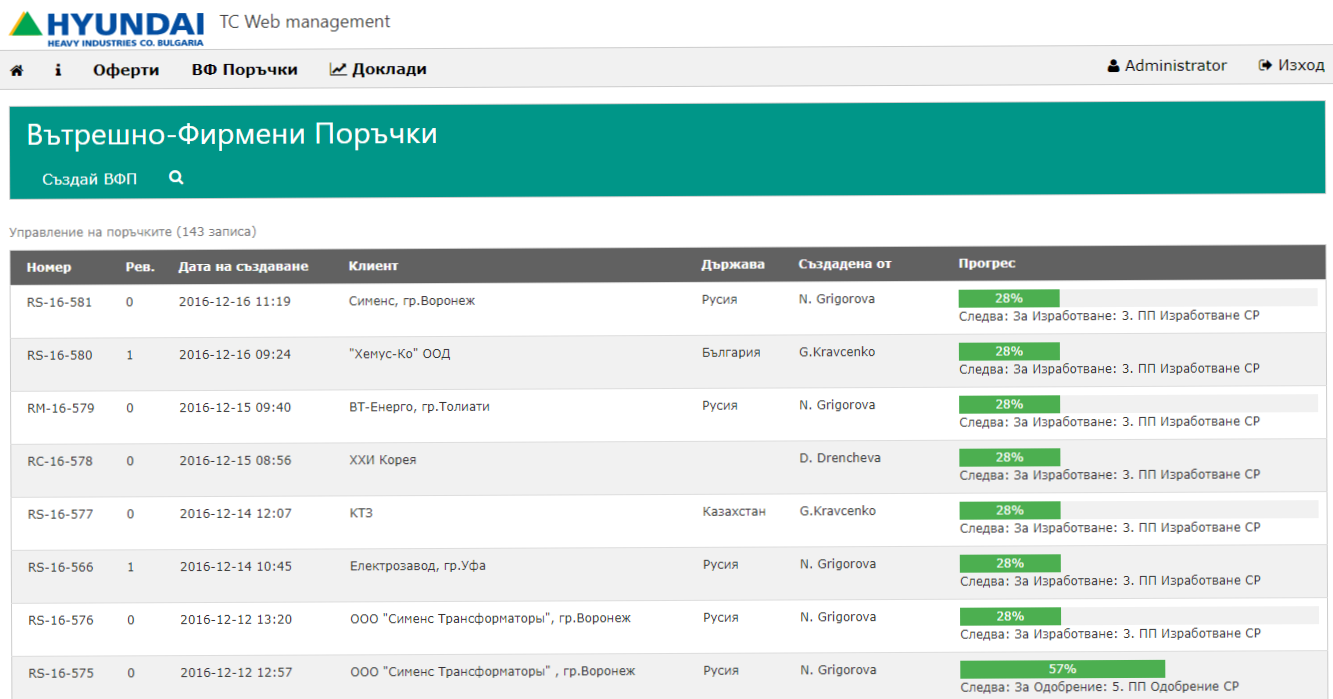 HYUNDAI TC Web management
HEAVY INDUSTRIES CO. BULGARIA
Оферти ВФ Поръчки Доклади Administrator Изход
Вътрешно-Фирмени Поръчки
Създай ВФП
Управление на поръчките (143 записа)
Номер Рев. Дата на създаване Клиент Държава Създадена от Прогрес
RS-16-581 0 2016-12-16 11:19 Сименс, гр.Воронеж Русия N. Grigorova 28%
Следва: За Изработване: 3. ПП Изработване СР
RS-16-580 1 2016-12-16 09:24 "Хемус-Ко" ООД България G.Kravcenko 28%
Следва: За Изработване: 3. ПП Изработване СР
RM-16-579 0 2016-12-15 09:40 ВТ-Енерго, гр.Толиати Русия N. Grigorova 28%
Следва: За Изработване: 3. ПП Изработване СР
RC-16-578 0 2016-12-15 08:56 ХХИ Корея D. Drencheva 28%
Следва: За Изработване: 3. ПП Изработване СР
RS-16-577 0 2016-12-14 12:07 КТЗ Казахстан G.Kravcenko 28%
Следва: За Изработване: 3. ПП Изработване СР
RS-16-566 1 2016-12-14 10:45 Електрозавод, гр.Уфа Русия N. Grigorova 28%
Следва: За Изработване: 3. ПП Изработване СР
RS-16-576 0 2016-12-12 13:20 ООО "Сименс Трансформаторы", гр.Воронеж Русия N. Grigorova 28%
Следва: За Изработване: 3. ПП Изработване СР
RS-16-575 0 2016-12-12 12:57 ООО "Сименс Трансформаторы" , гр.Воронеж Русия N. Grigorova 57%
Следва: За Одобрение: 5. ПП Одобрение СР